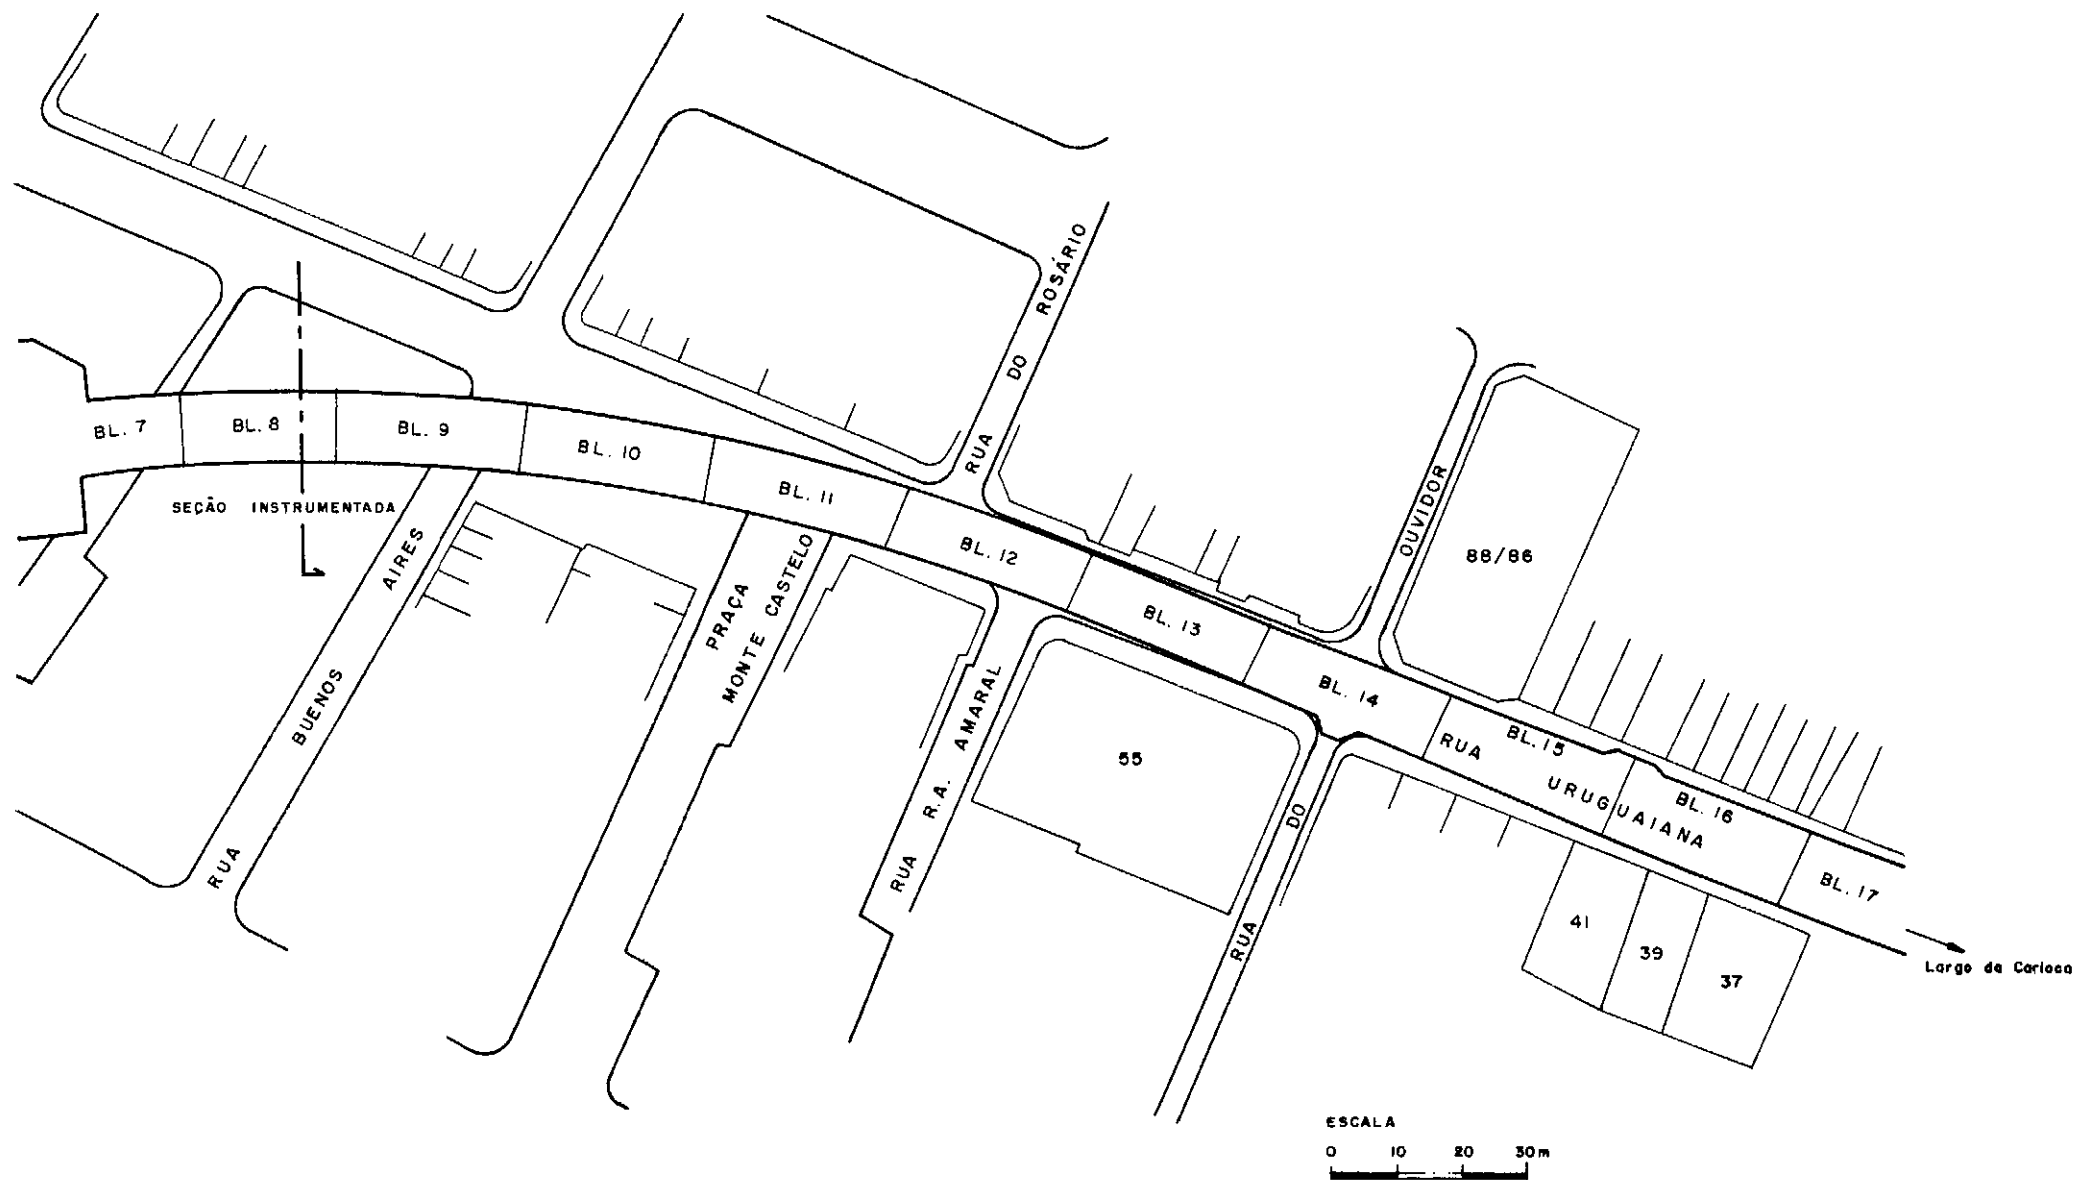 RUA DO ROSÁRIO
BL. 7
BL. 8
BL. 9
BL. 10
BL. 11
BL. 12
BL. 13
BL. 14
BL. 15
BL. 16
BL. 17
SEÇÃO INSTRUMENTADA
RUA BUENOS AIRES
PRAÇA
MONTE CASTELO
RUA R.A. AMARAL
RUA DO OUVIDOR
88/86
55
RUA URUGUAIANA
41
39
37
Largo da Carioca
ESCALA
0 10 20 30m